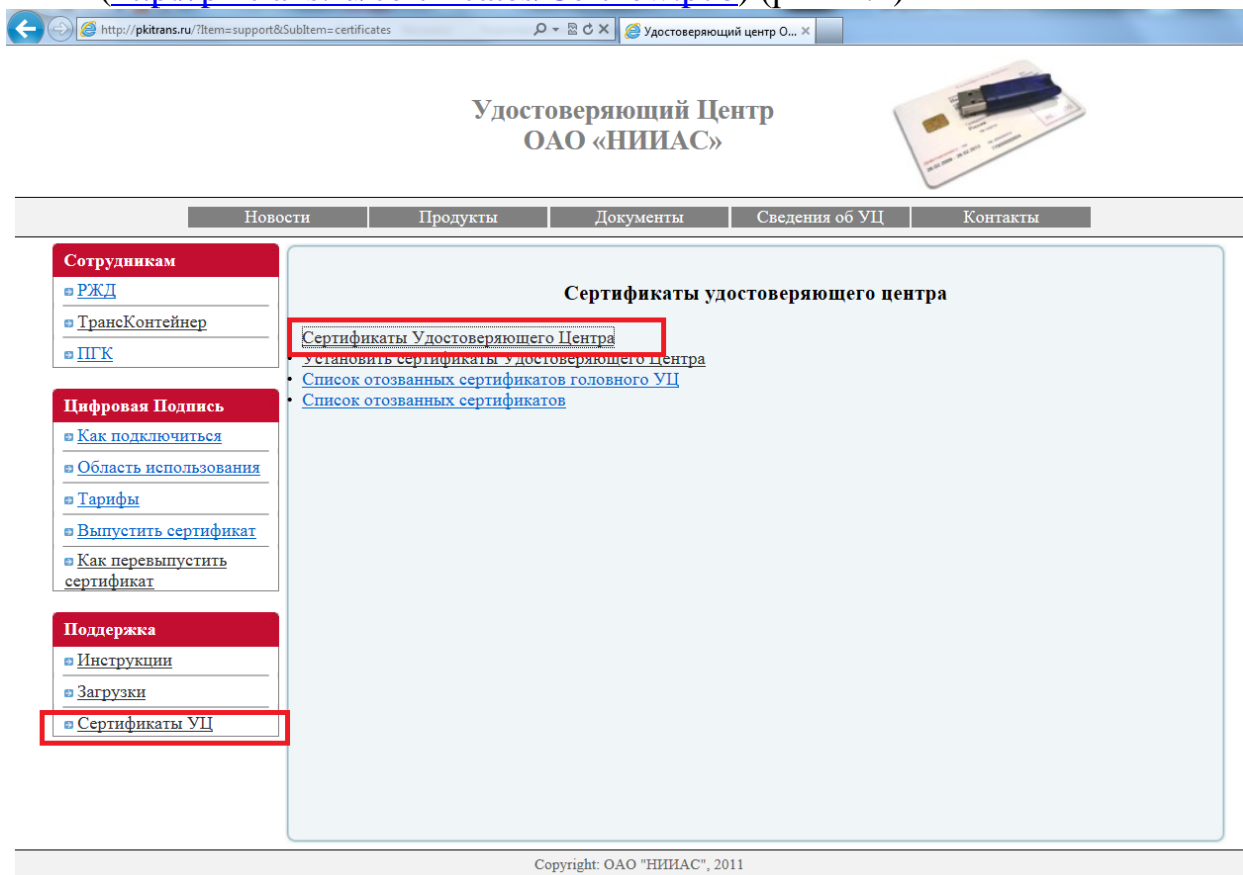 http://pkitrans.ru/?Item=support&SubItem=certificates
Удостоверяющий центр О...
Удостоверяющий Центр
ОАО «НИИАС»
Новости
Продукты
Документы
Сведения об УЦ
Контакты
Сотрудникам
РЖД
ТрансКонтейнер
ПГК
Цифровая Подпись
Как подключиться
Область использования
Тарифы
Выпустить сертификат
Как перевыпустить
сертификат
Поддержка
Инструкции
Загрузки
Сертификаты УЦ
Сертификаты удостоверяющего центра
Сертификаты Удостоверяющего Центра
Установить сертификаты Удостоверяющего Центра
Список отозванных сертификатов головного УЦ
Список отозванных сертификатов
Copyright: ОАО "НИИАС", 2011